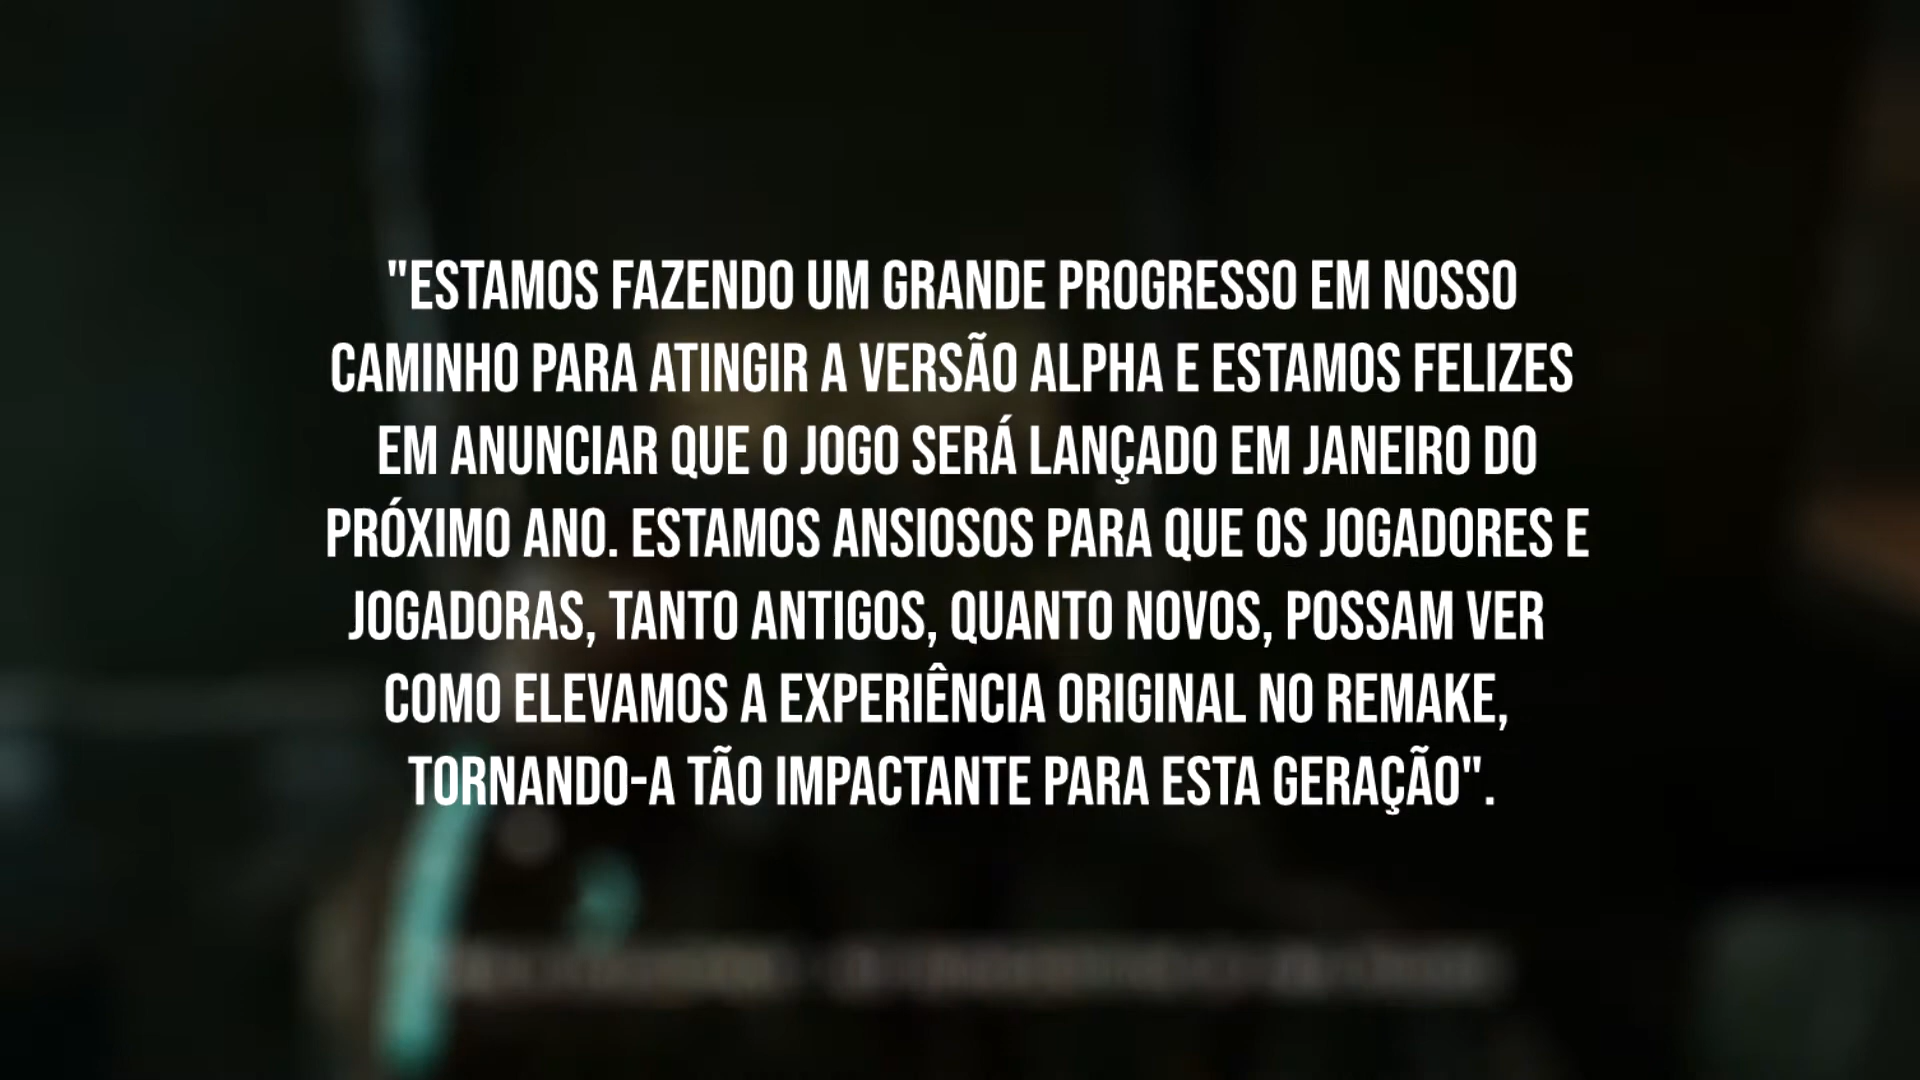 "ESTAMOS FAZENDO UM GRANDE PROGRESSO EM NOSSO
CAMINHO PARA ATINGIR A VERSÃO ALPHA E ESTAMOS FELIZES
EM ANUNCIAR QUE O JOGO SERÁ LANÇADO EM JANEIRO DO
PRÓXIMO ANO. ESTAMOS ANSIOSOS PARA QUE OS JOGADORES E
JOGADORAS, TANTO ANTIGOS, QUANTO NOVOS, POSSAM VER
COMO ELEVAMOS A EXPERIÊNCIA ORIGINAL NO REMAKE,
TORNANDO-A TÃO IMPACTANTE PARA ESTA GERAÇÃO".